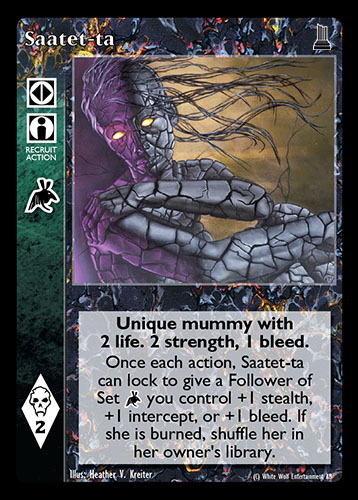 Saatet-ta
RECRUIT
ACTION
Unique mummy with
2 life. 2 strength, 1 bleed.
Once each action, Saatet-ta
can lock to give a Follower of
Set you control +1 stealth,
+1 intercept, or +1 bleed. If
she is burned, shuffle her in
her owner's library.
2
Illus: Heather V. Kreiter
(C) White Wolf Entertainment AB